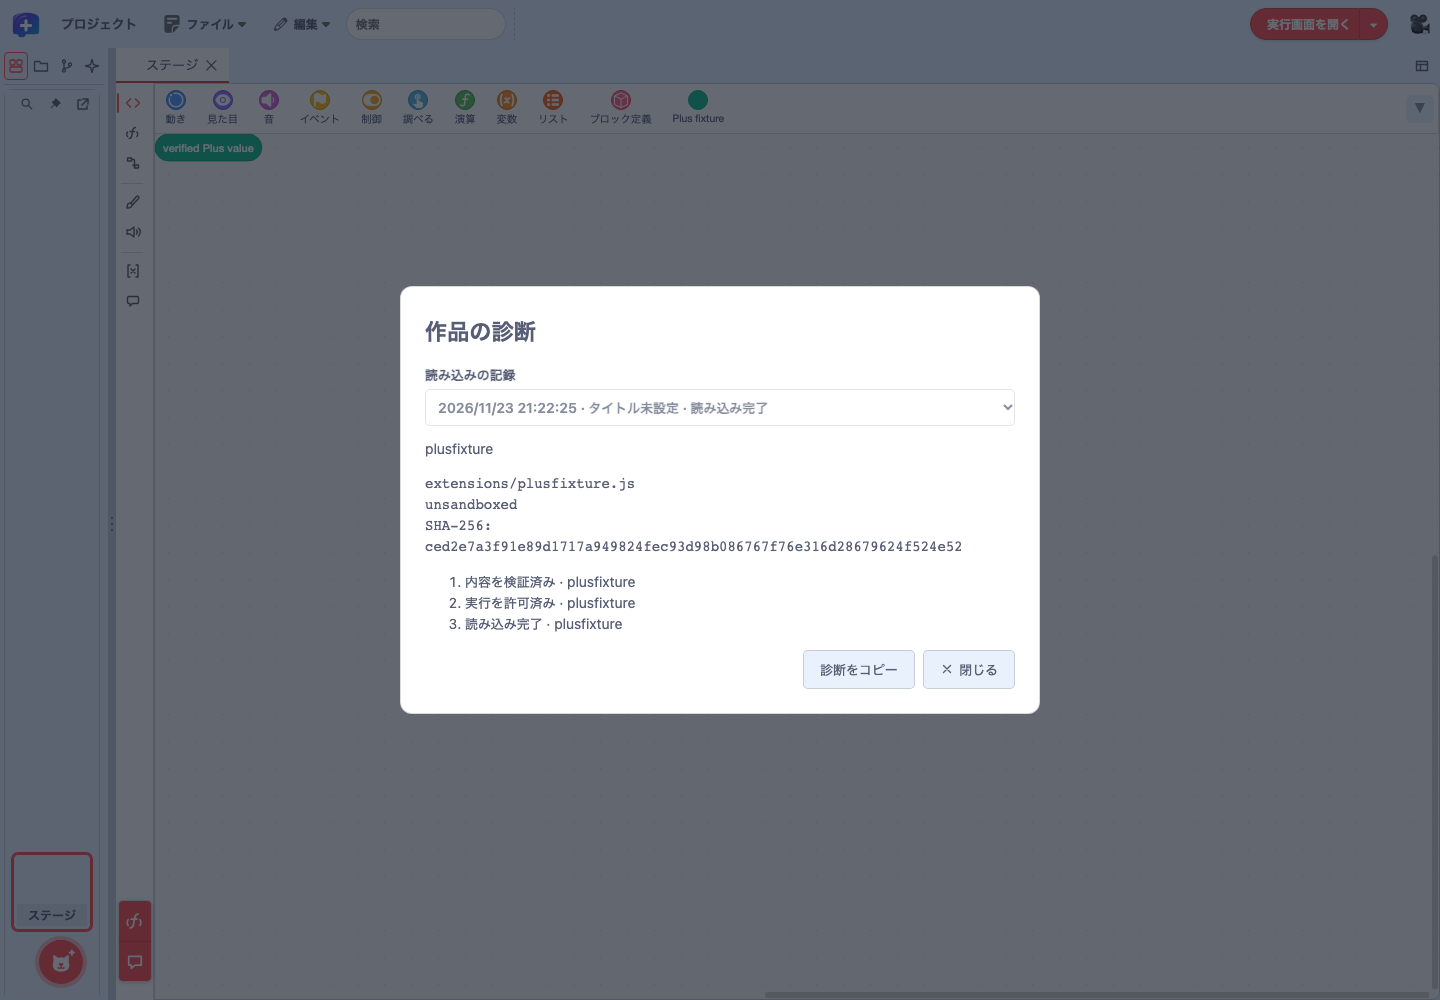 プロジェクト
ファイル
編集
検索
実行画面を開く
ステージ
動き
見た目
音
イベント
制御
調べる
演算
変数
リスト
ブロック定義
Plus fixture
verified Plus value
作品の診断
読み込みの記録
2026/11/23 21:22:25 · タイトル未設定 · 読み込み完了
plusfixture
extensions/plusfixture.js
unsandboxed
SHA-256:
ced2e7a3f91e89d1717a949824fec93d98b086767f76e316d28679624f524e52
1. 内容を検証済み · plusfixture
2. 実行を許可済み · plusfixture
3. 読み込み完了 · plusfixture
診断をコピー
閉じる
ステージ